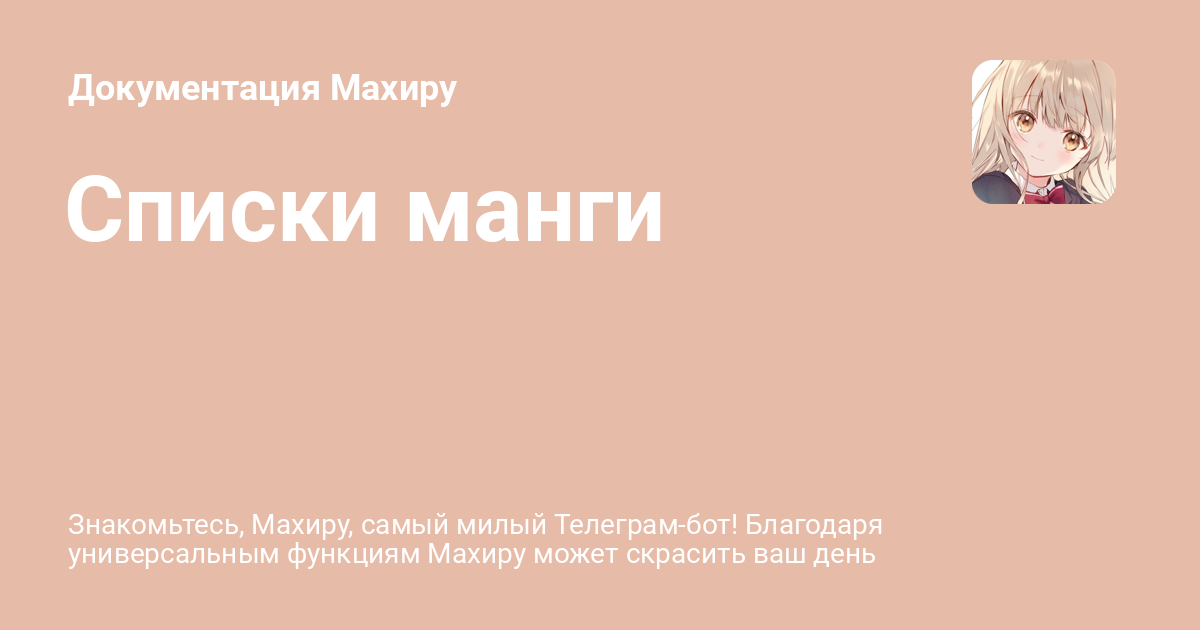 Документация Махиру
Списки манги
Знакомьтесь, Махиру, самый милый Телеграм-бот! Благодаря
универсальным функциям Махиру может скрасить ваш день